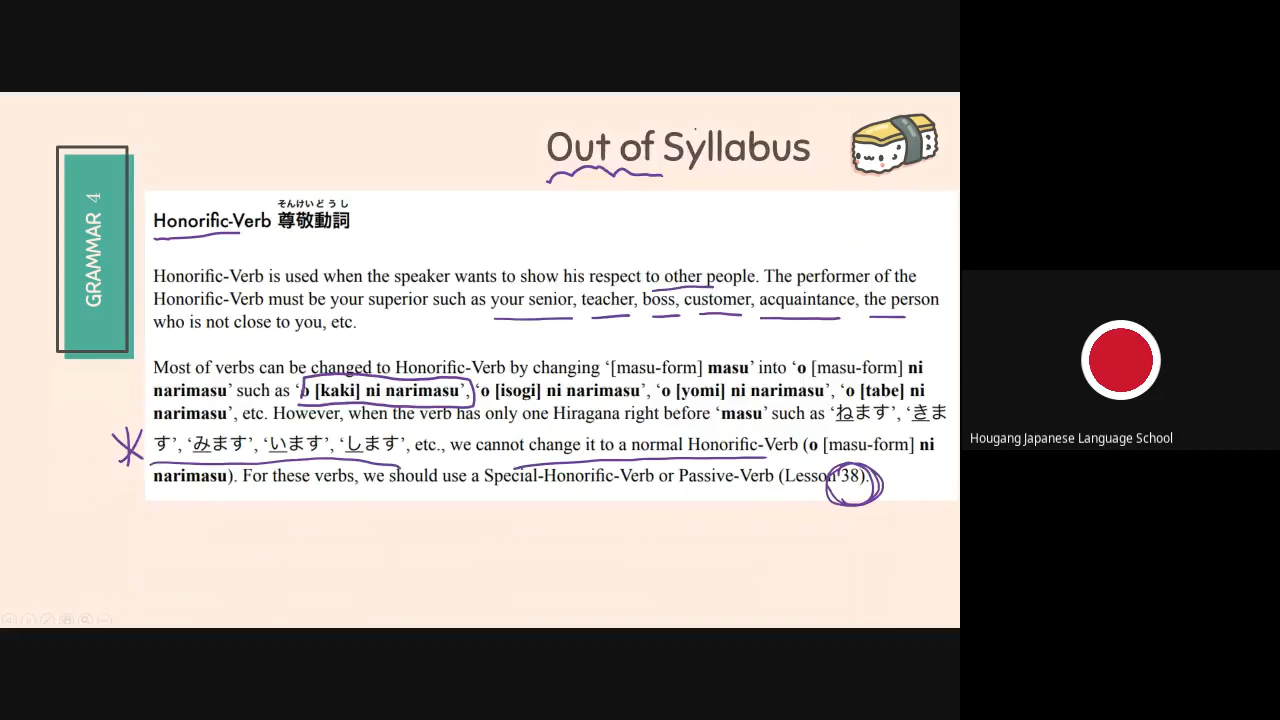 Out of Syllabus
GRAMMAR 4
そんけいどうし
Honorific-Verb 尊敬動詞
Honorific-Verb is used when the speaker wants to show his respect to other people. The performer of the
Honorific-Verb must be your superior such as your senior, teacher, boss, customer, acquaintance, the person
who is not close to you, etc.
Most of verbs can be changed to Honorific-Verb by changing ‘[masu-form] masu’ into ‘o [masu-form] ni
narimasu’ such as ‘o [kaki] ni narimasu’, ‘o [isogi] ni narimasu’, ‘o [yomi] ni narimasu’, ‘o [tabe] ni
narimasu’, etc. However, when the verb has only one Hiragana right before ‘masu’ such as ‘ねます’, ‘きま
す’, ‘みます’, ‘います’, ‘します’, etc., we cannot change it to a normal Honorific-Verb (o [masu-form] ni
narimasu). For these verbs, we should use a Special-Honorific-Verb or Passive-Verb (Lesson 38).
Hougang Japanese Language School